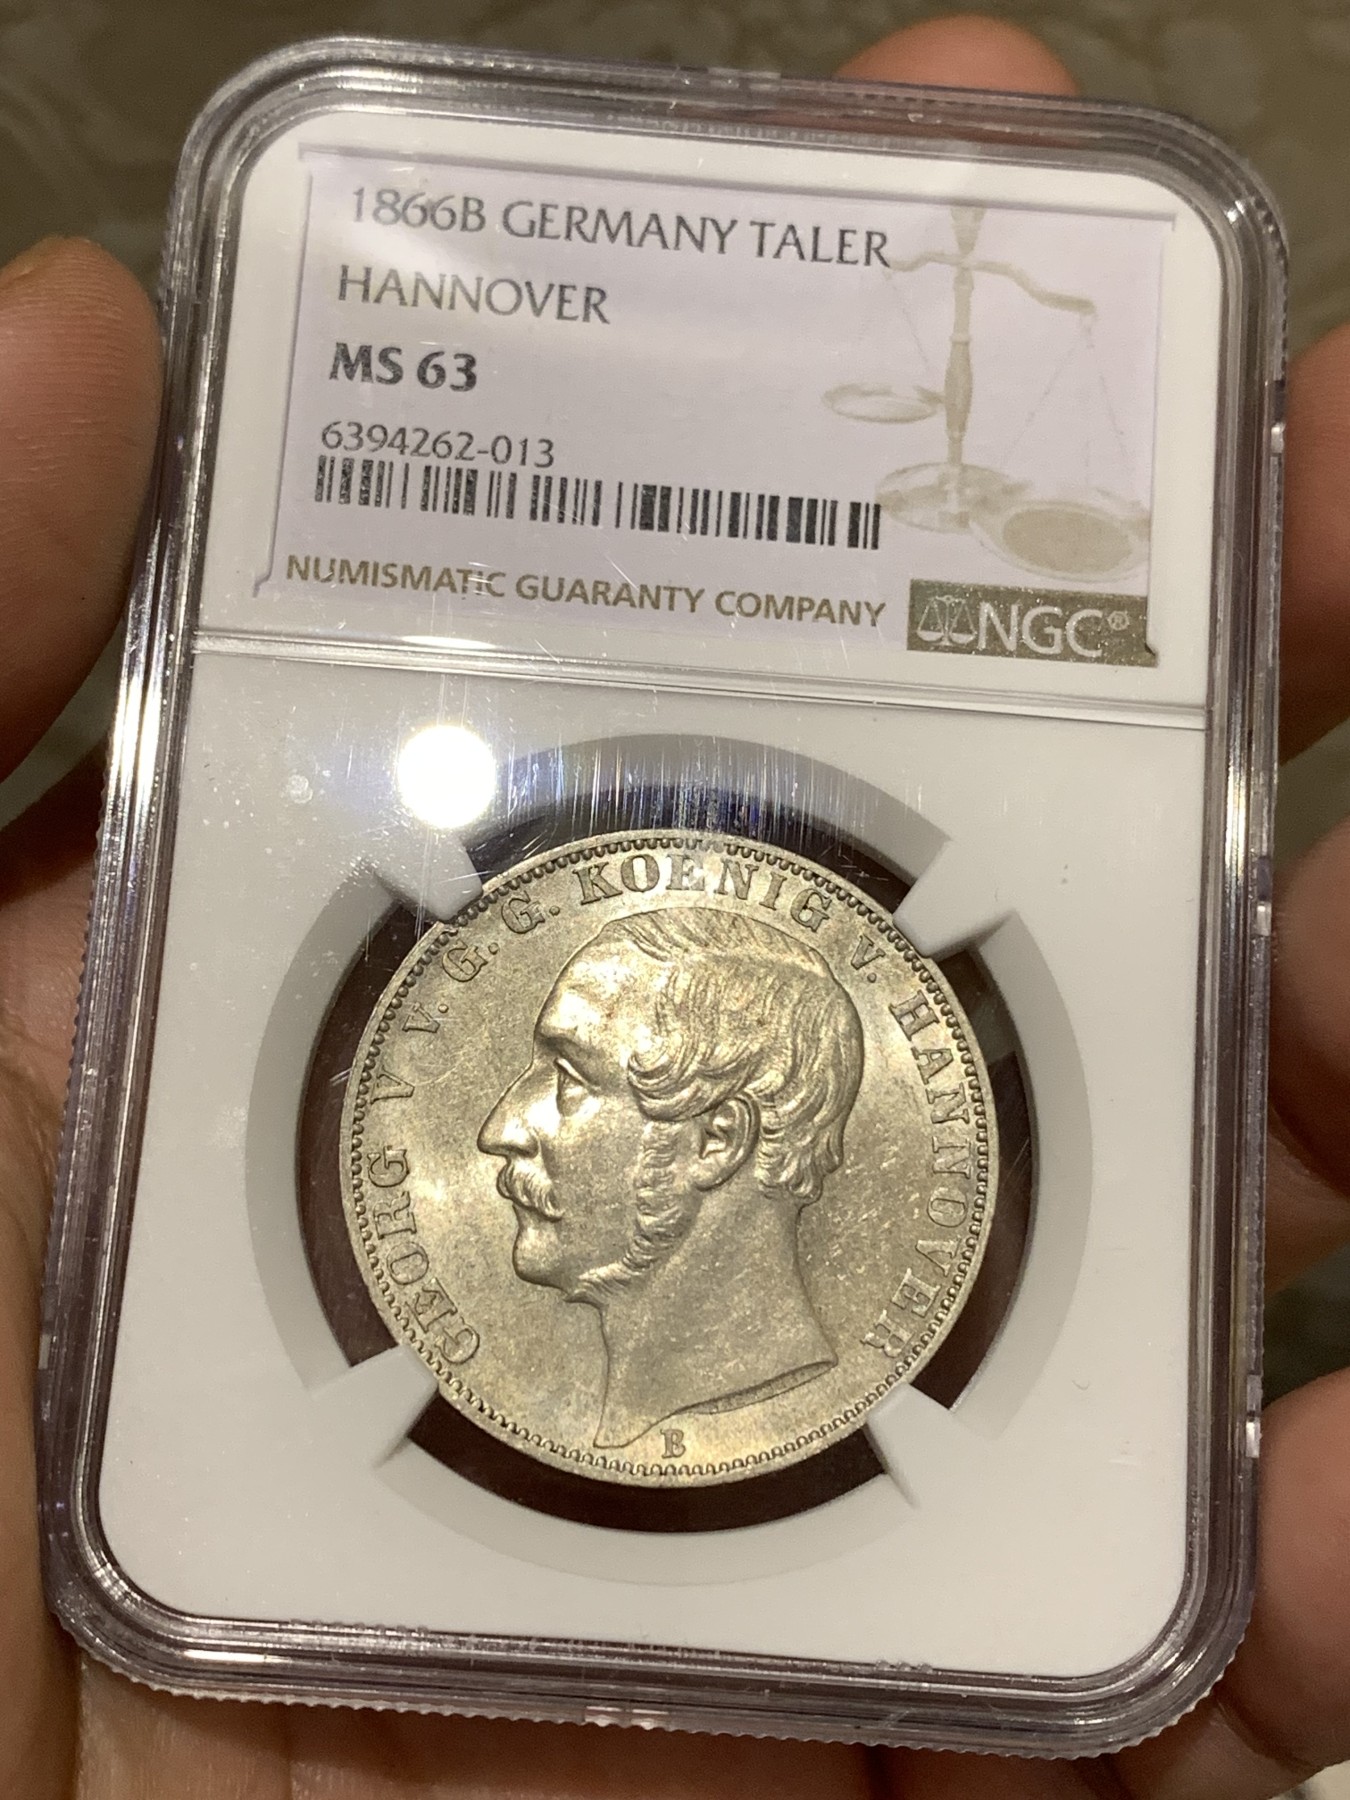 1866B GERMANY TALER
HANNOVER
MS 63
6394262-013
NUMISMATIC GUARANTY COMPANY
NGC®
GEORG V v. G. G. KOENIG v. HANNOVER
B